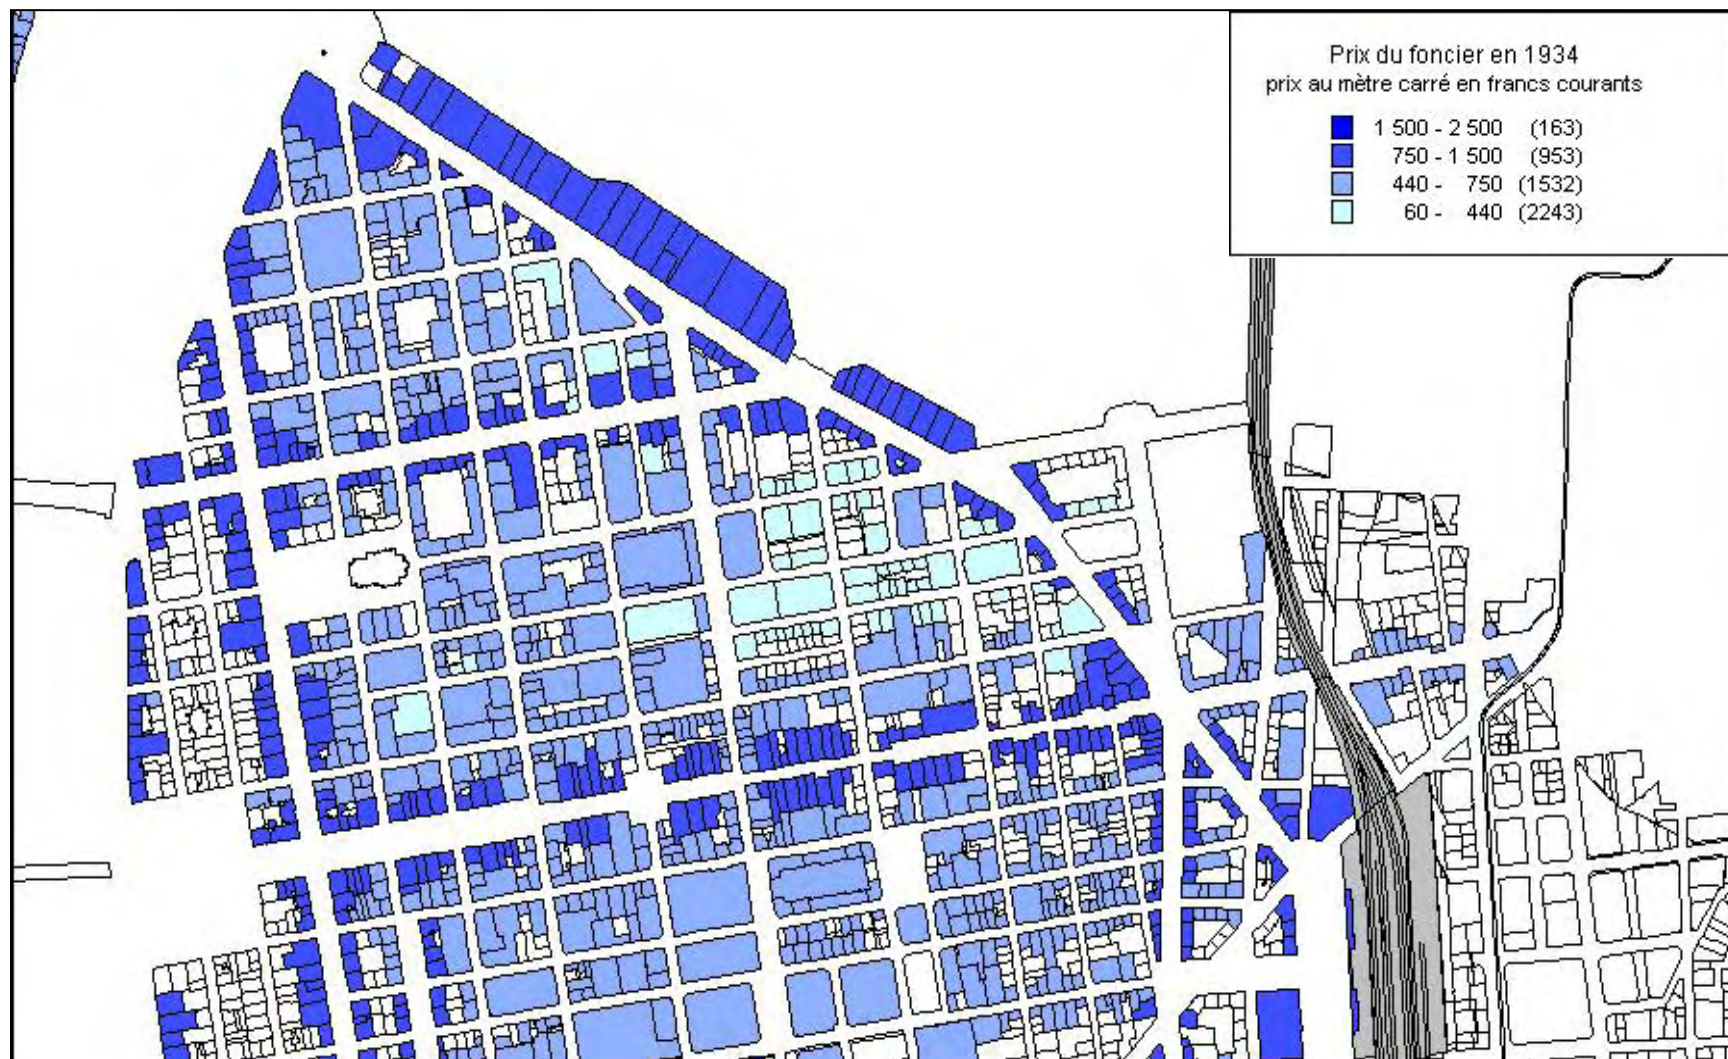 Prix du foncier en 1934
prix au mètre carré en francs courants
1 500 - 2 500 (163)
750 - 1 500 (953)
440 - 750 (1532)
60 - 440 (2243)